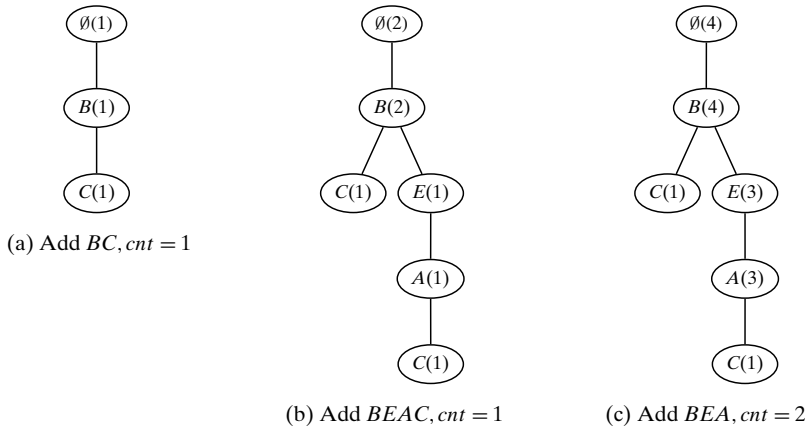 ∅(1)
B(1)
C(1)
(a) Add BC, cnt = 1
∅(2)
B(2)
C(1) E(1)
A(1)
C(1)
(b) Add BEAC, cnt = 1
∅(4)
B(4)
C(1) E(3)
A(3)
C(1)
(c) Add BEA, cnt = 2